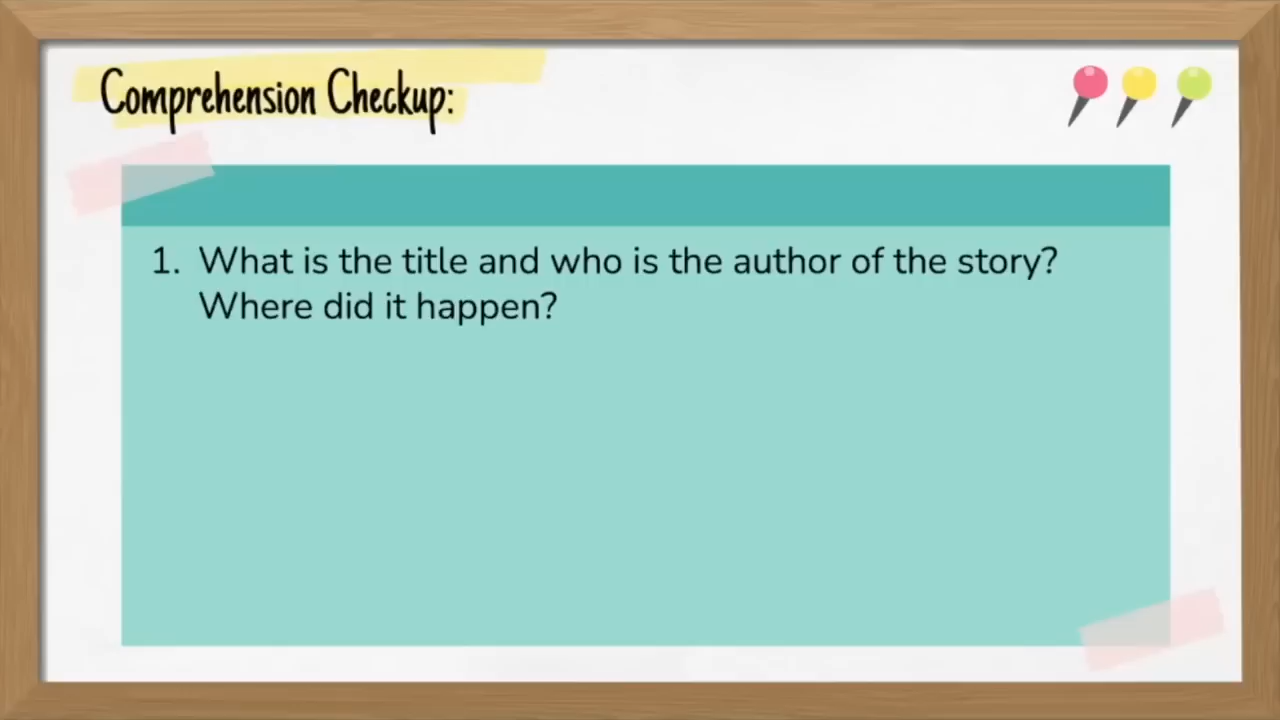 Comprehension Checkup:
1. What is the title and who is the author of the story?
Where did it happen?